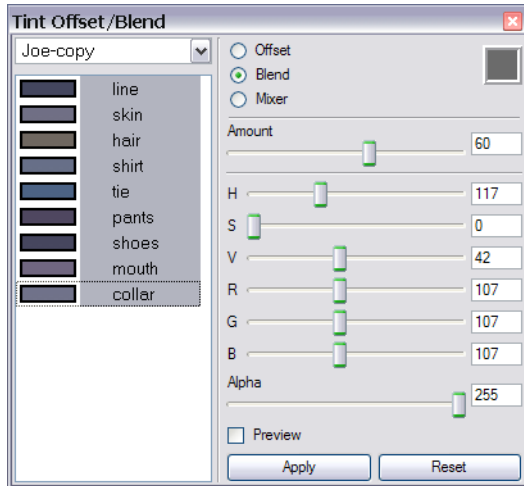 Tint Offset/Blend
Joe-copy
line
skin
hair
shirt
tie
pants
shoes
mouth
collar
Offset
Blend
Mixer
Amount
60
H 117
S 0
V 42
R 107
G 107
B 107
Alpha
255
Preview
Apply Reset